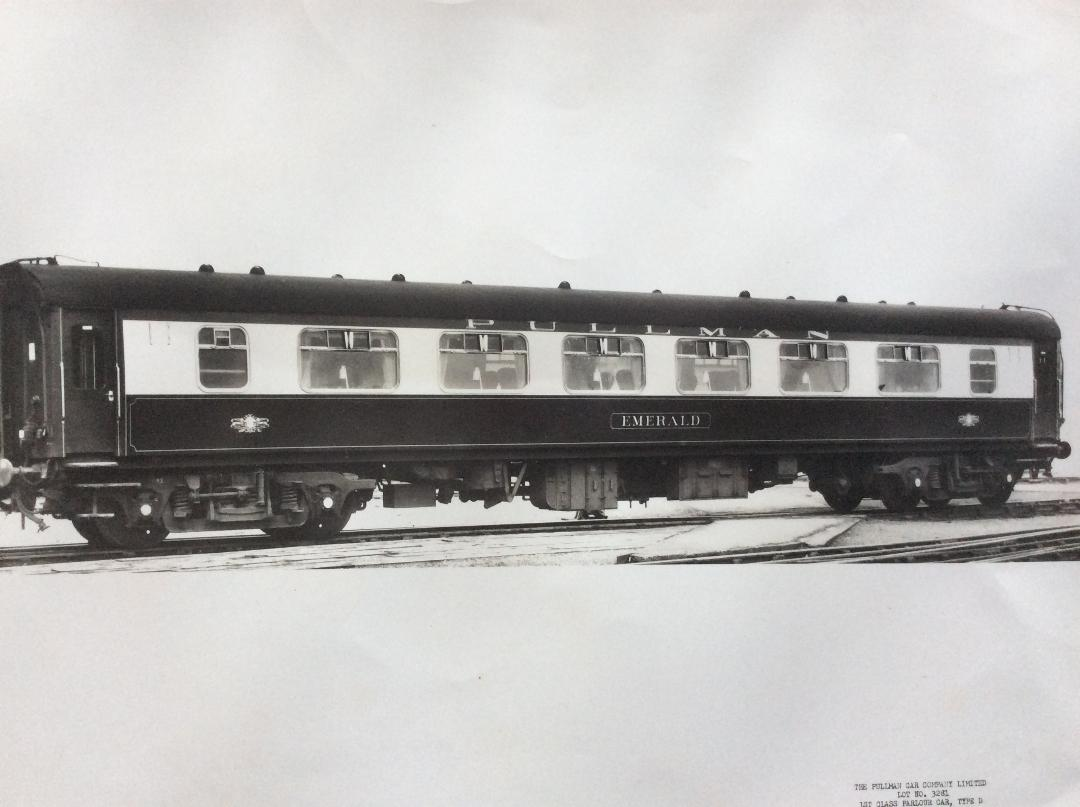 PULLMAN
EMERALD
THE PULLMAN CAR COMPANY LIMITED
LOT NO. 3281
1ST CLASS PARLOUR CAR, TYPE D